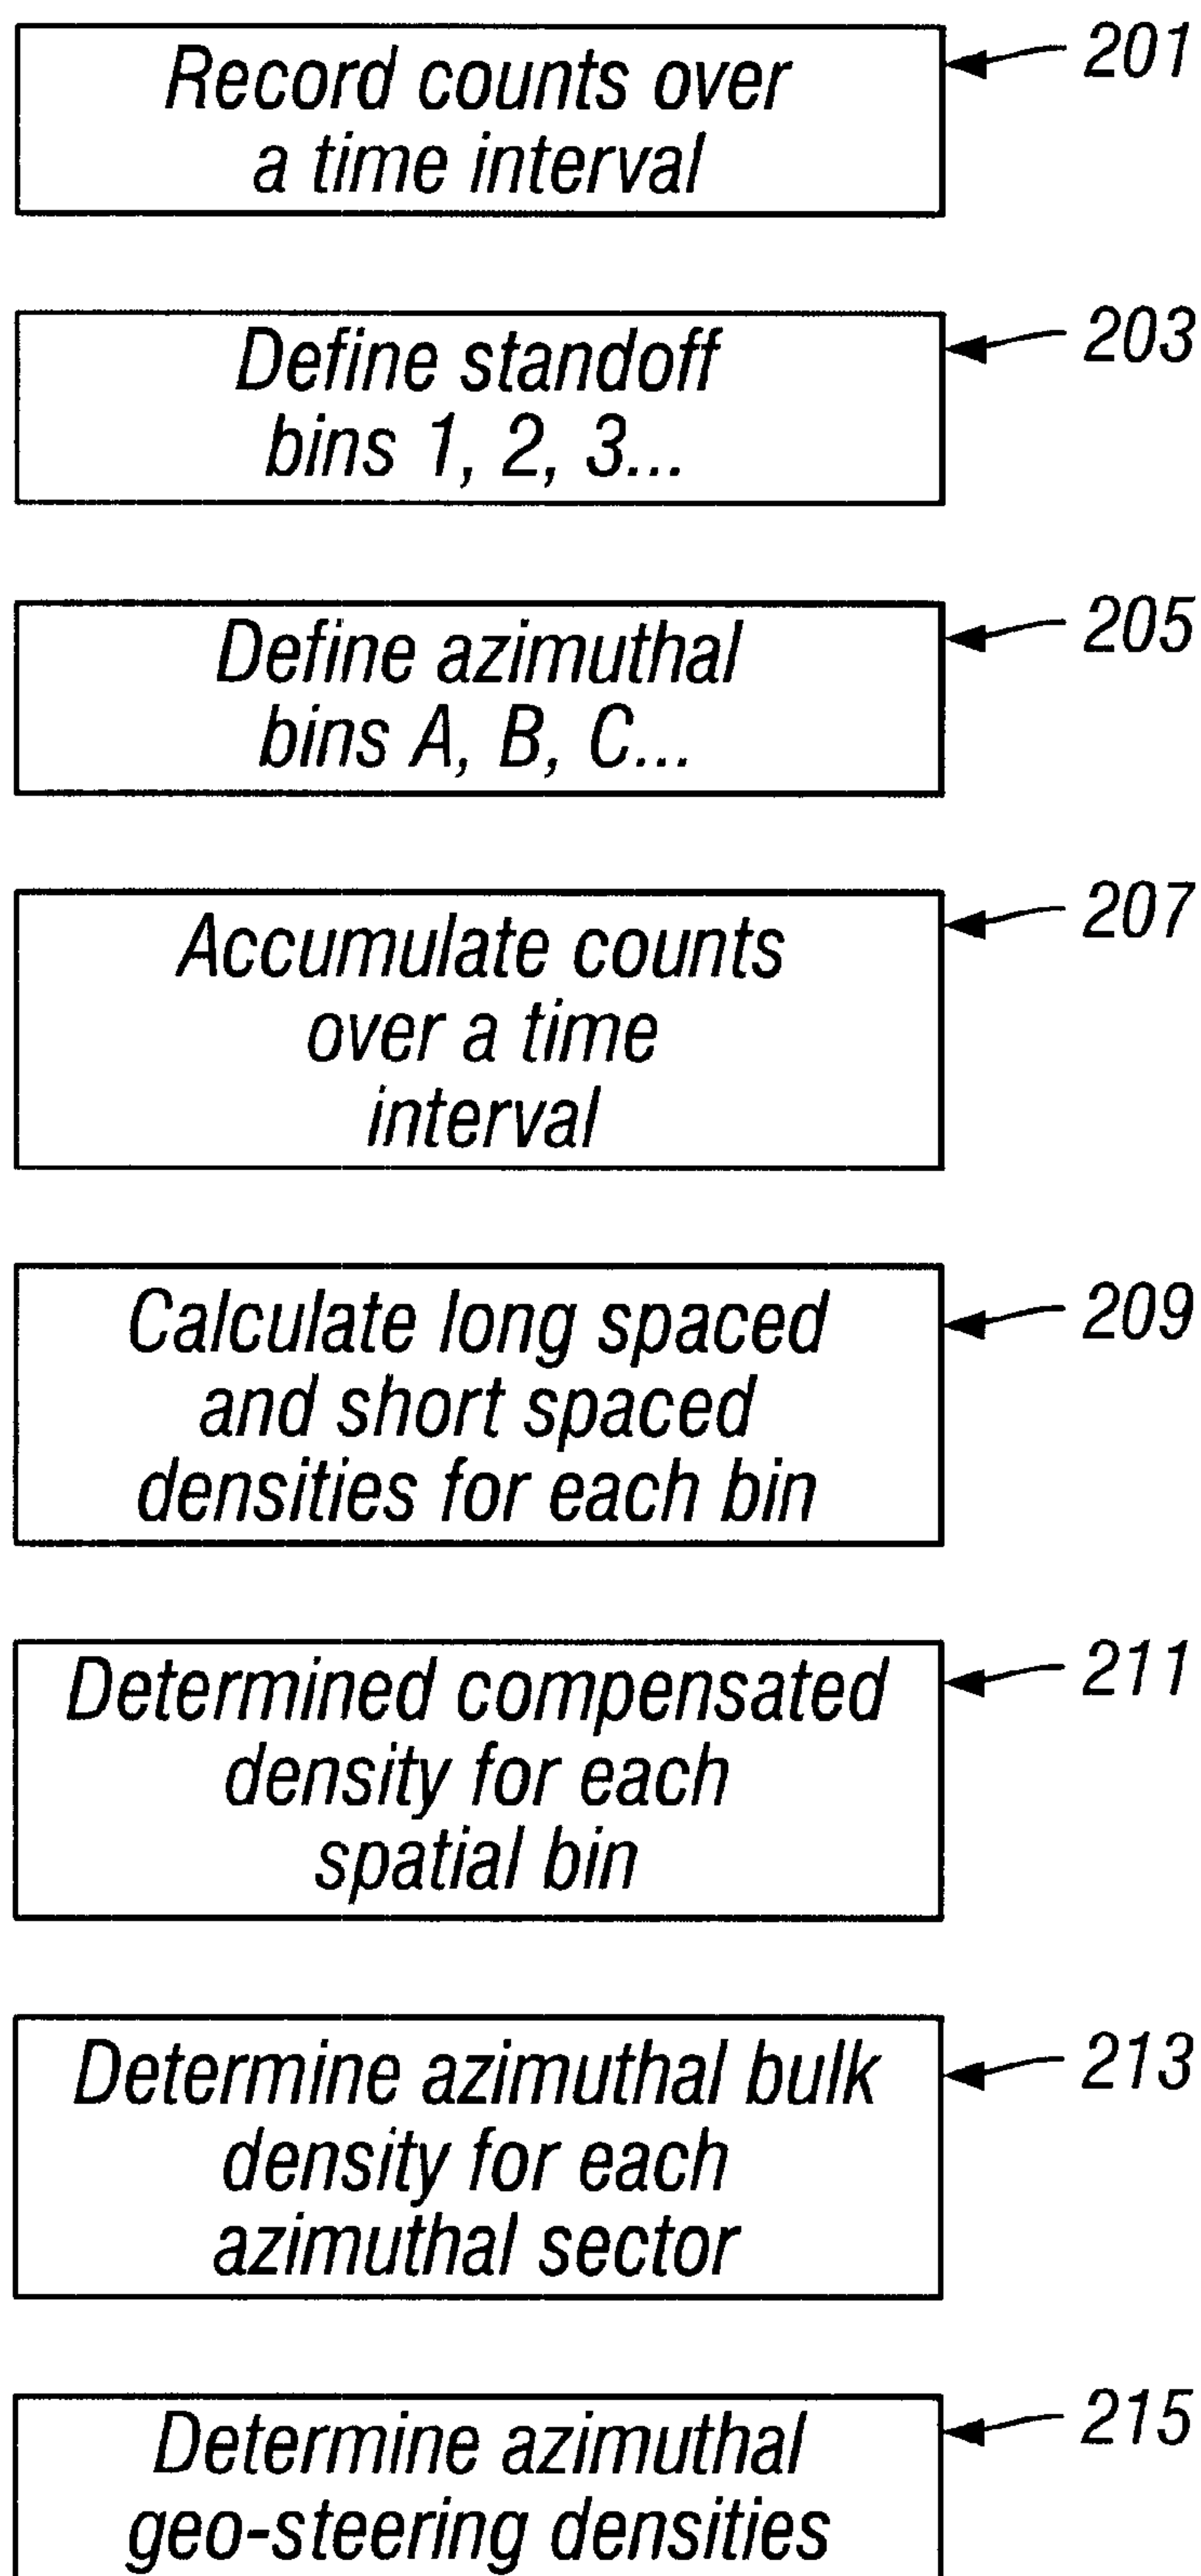 Record counts over
a time interval
201
Define standoff
bins 1, 2, 3...
203
Define azimuthal
bins A, B, C...
205
Accumulate counts
over a time
interval
207
Calculate long spaced
and short spaced
densities for each bin
209
Determined compensated
density for each
spatial bin
211
Determine azimuthal bulk
density for each
azimuthal sector
213
Determine azimuthal
geo-steering densities
215